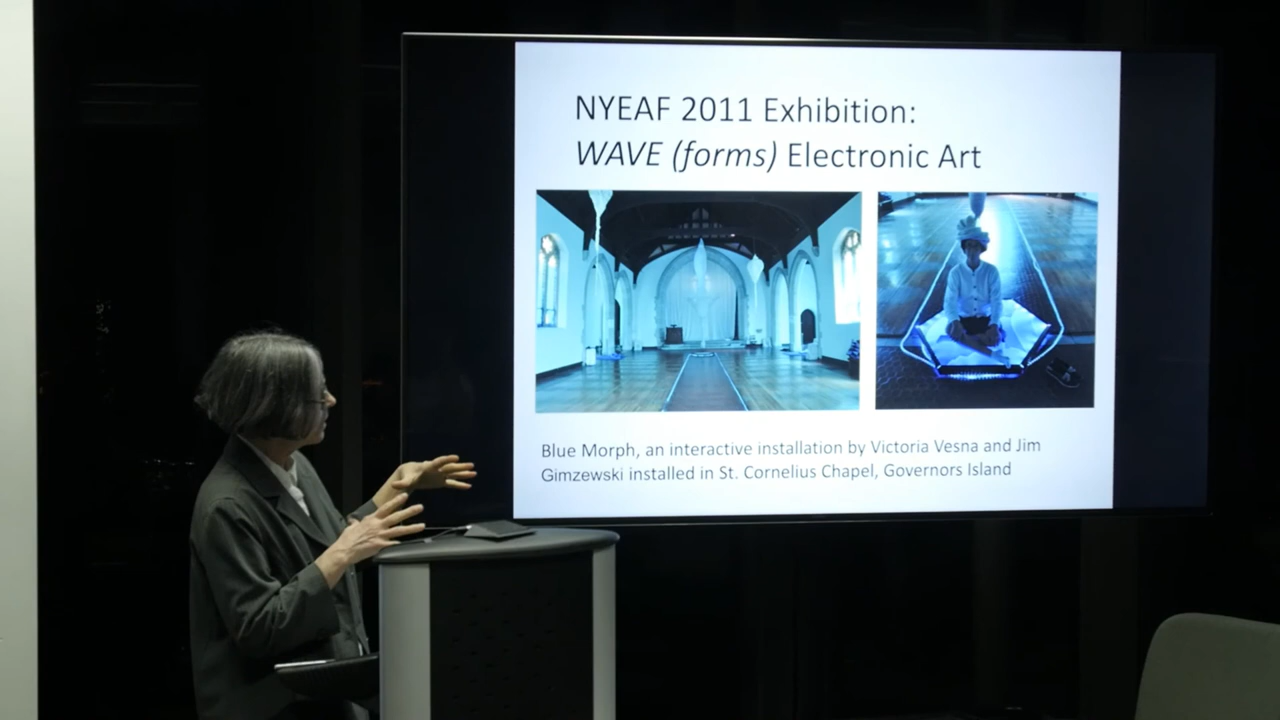 NYEAF 2011 Exhibition:
WAVE (forms) Electronic Art
Blue Morph, an interactive installation by Victoria Vesna and Jim
Gimzewski installed in St. Cornelius Chapel, Governors Island